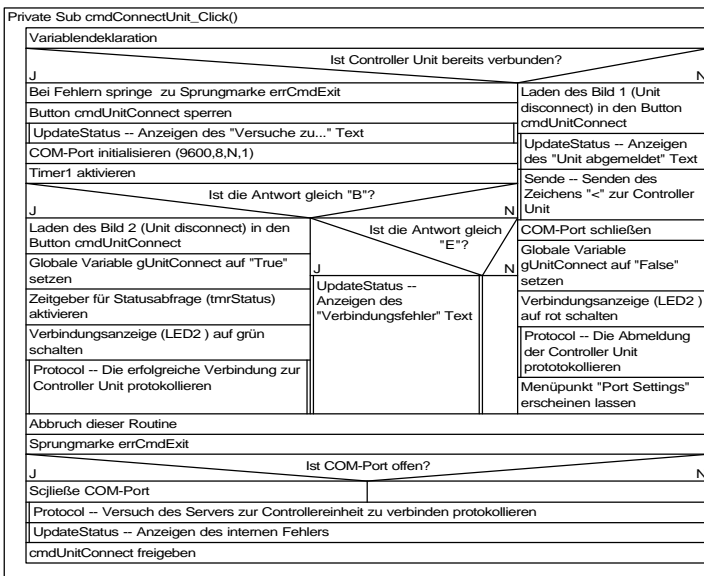 Private Sub cmdConnectUnit_Click()
Variablendeklaration
Ist Controller Unit bereits verbunden?
J
N
Bei Fehlern springe zu Sprungmarke errCmdExit
Button cmdUnitConnect sperren
UpdateStatus -- Anzeigen des "Versuche zu..." Text
COM-Port initialisieren (9600,8,N,1)
Timer1 aktivieren
Ist die Antwort gleich "B"?
J
N
Laden des Bild 2 (Unit disconnect) in den
Button cmdUnitConnect
Globale Variable gUnitConnect auf "True"
setzen
Zeitgeber für Statusabfrage (tmrStatus)
aktivieren
Verbindungsanzeige (LED2 ) auf grün
schalten
Protocol -- Die erfolgreiche Verbindung zur
Controller Unit protokollieren
Ist die Antwort gleich
"E"?
J
N
UpdateStatus --
Anzeigen des
"Verbindungsfehler" Text
Laden des Bild 1 (Unit
disconnect) in den Button
cmdUnitConnect
UpdateStatus -- Anzeigen
des "Unit abgemeldet" Text
Sende -- Senden des
Zeichens "<" zur Controller
Unit
COM-Port schließen
Globale Variable
gUnitConnect auf "False"
setzen
Verbindungsanzeige (LED2 )
auf rot schalten
Protocol -- Die Abmeldung
der Controller Unit
prototokollieren
Menüpunkt "Port Settings"
erscheinen lassen
Abbruch dieser Routine
Sprungmarke errCmdExit
Ist COM-Port offen?
J
N
Scjließe COM-Port
Protocol -- Versuch des Servers zur Controllereinheit zu verbinden protokollieren
UpdateStatus -- Anzeigen des internen Fehlers
cmdUnitConnect freigeben